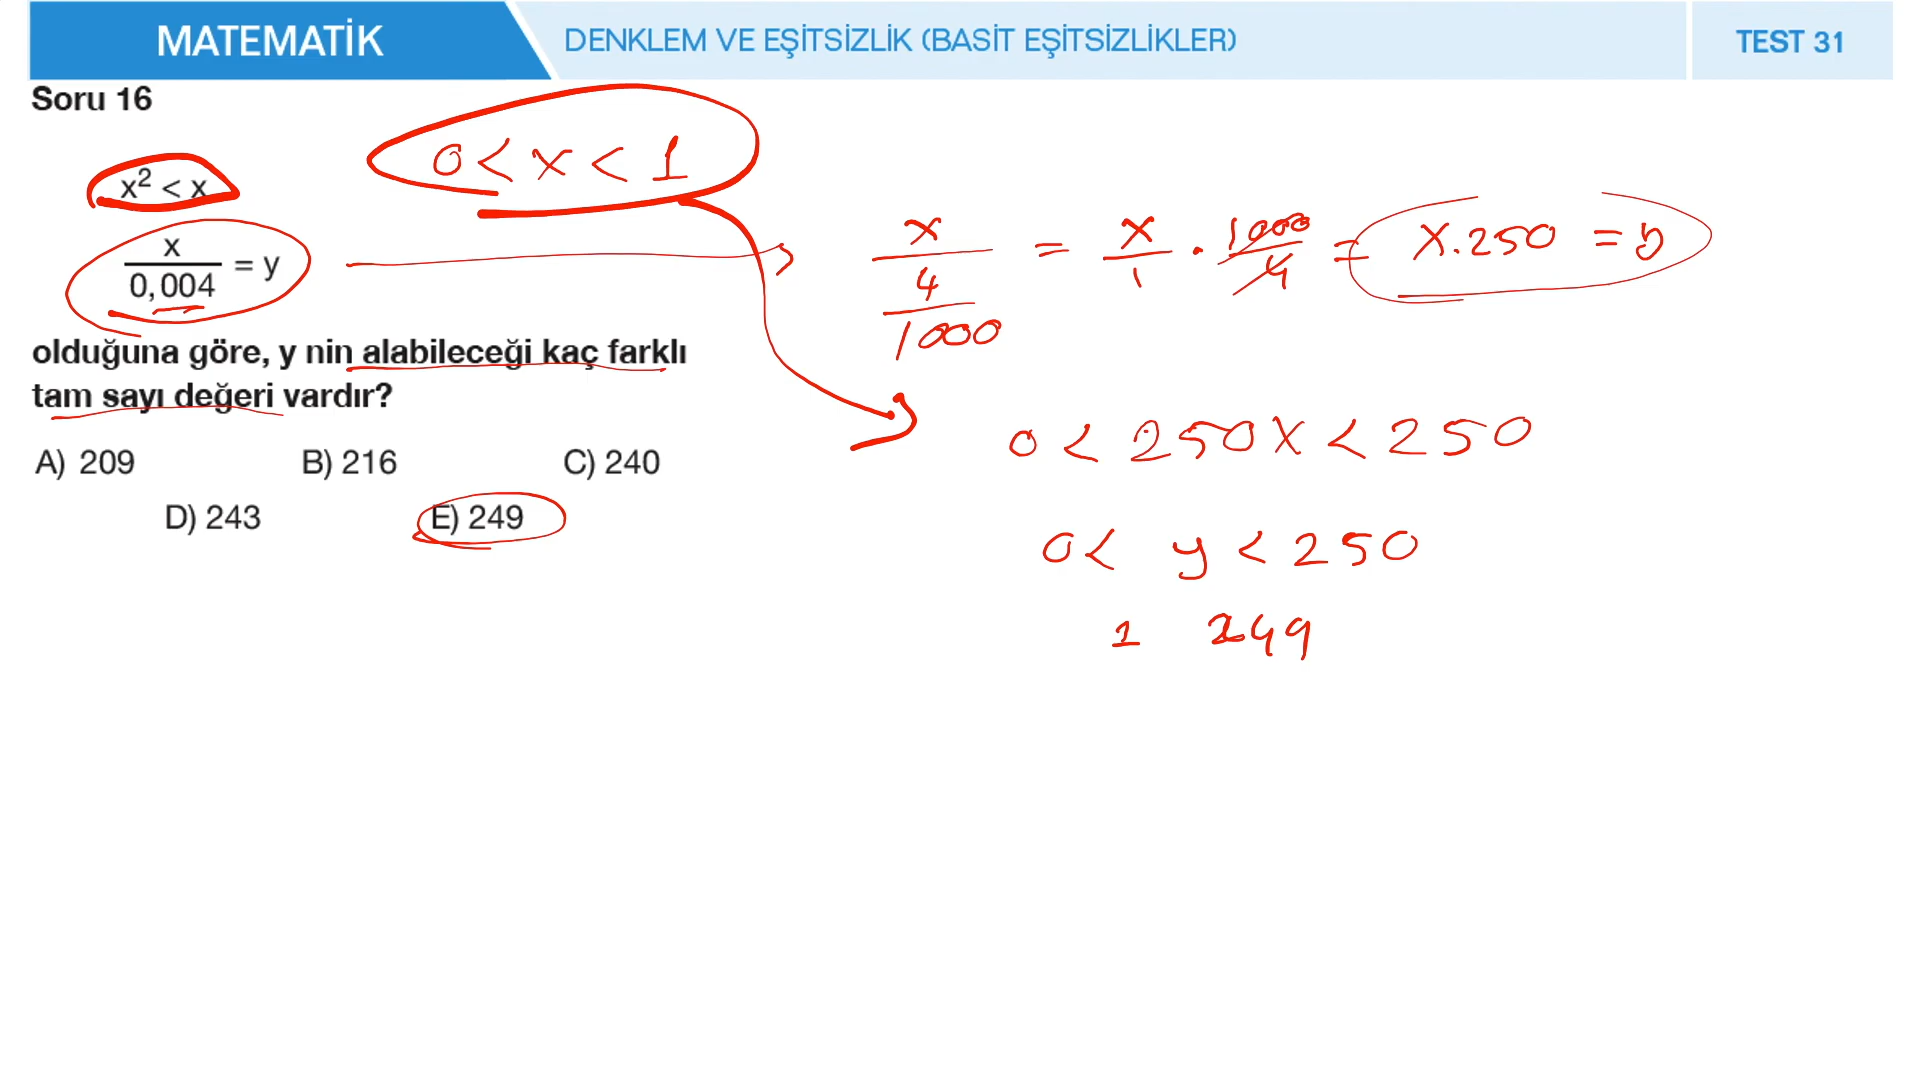 MATEMATİK
DENKLEM VE EŞİTSİZLİK (BASİT EŞİTSİZLİKLER)
TEST 31
Soru 16
x² < x
0 < x < 1
x / 0,004 = y
x / (4 / 1000) = x/1 · 1000/4 = x.250 = y
olduğuna göre, y nin alabileceği kaç farklı
tam sayı değeri vardır?
A) 209 B) 216 C) 240
D) 243 E) 249
0 < 250x < 250
0 < y < 250
1 249